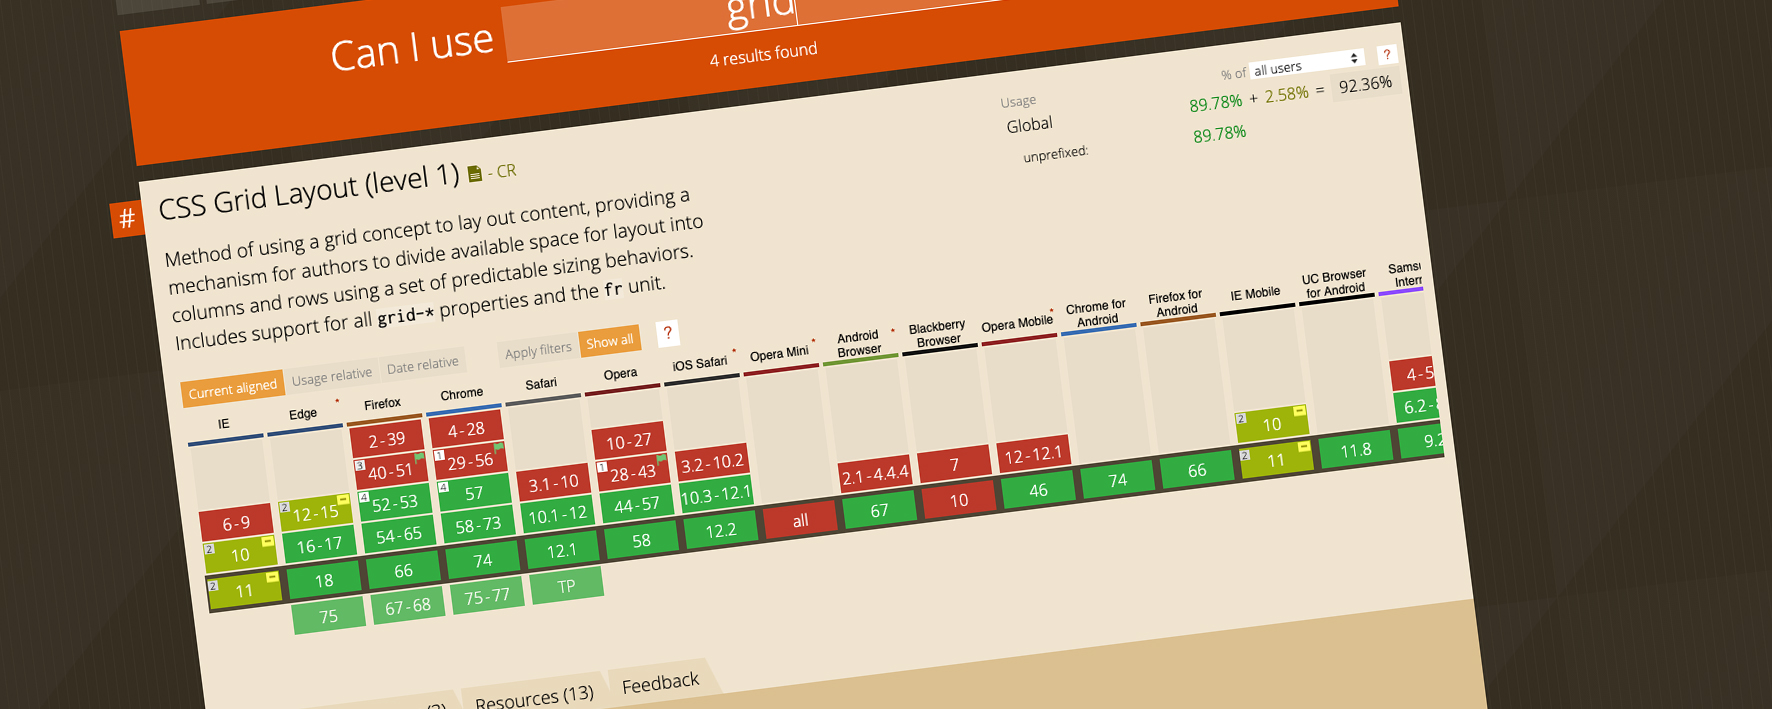 Can I use grid
4 results found
% of all users ?
Usage
Global 89.78% + 2.58% = 92.36%
unprefixed: 89.78%
# CSS Grid Layout (level 1) - CR
Method of using a grid concept to lay out content, providing a
mechanism for authors to divide available space for layout into
columns and rows using a set of predictable sizing behaviors.
Includes support for all grid-* properties and the fr unit.
Current aligned Usage relative Date relative Apply filters Show all ?
IE
6-9
2 10
2 11
Edge *
2 12-15
16-17
18
75
Firefox
2-39
3 40-51
4 52-53
54-65
66
67-68
Chrome
4-28
1 29-56
4 57
58-73
74
75-77
Safari
3.1-10
10.1-12
12.1
TP
Opera
10-27
1 28-43
44-57
58
iOS Safari *
3.2-10.2
10.3-12.1
12.2
Opera Mini *
all
Android
Browser *
2.1-4.4.4
67
Blackberry
Browser
7
10
Opera Mobile *
12-12.1
46
Chrome for
Android
74
Firefox for
Android
66
IE Mobile
2 10
2 11
UC Browser
for Android
11.8
4-5
6.2-
9.2
Resources (13)
Feedback